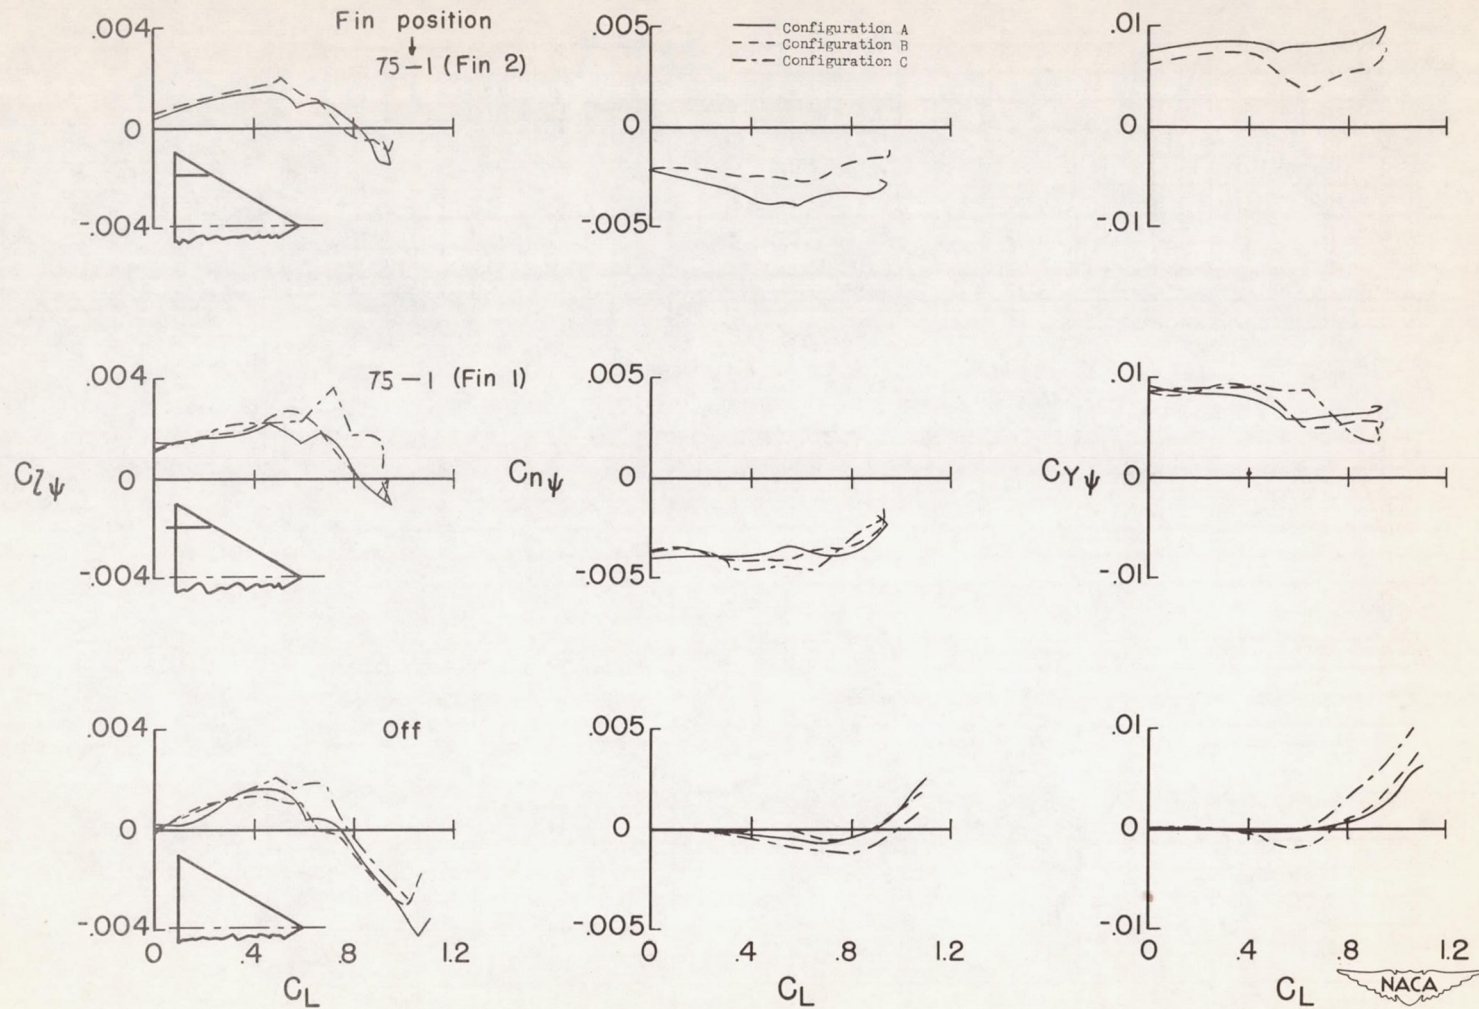 Fin position
75-1 (Fin 2)
Configuration A
Configuration B
Configuration C
.004
0
-.004
.005
0
-.005
.01
0
-.01
75-1 (Fin 1)
.004
Clψ
0
-.004
.005
Cnψ
0
-.005
.01
CYψ
0
-.01
Off
.004
0
-.004
0 .4 .8 1.2
CL
.005
0
-.005
0 .4 .8 1.2
CL
.01
0
-.01
0 .4 .8 1.2
CL
NACA